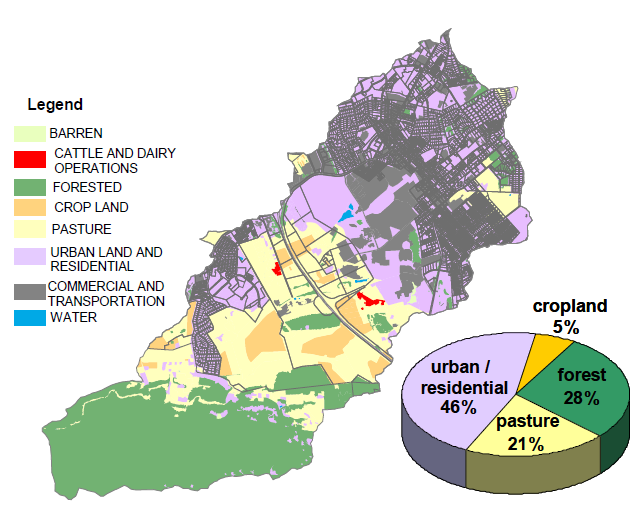 Legend
BARREN
CATTLE AND DAIRY
OPERATIONS
FORESTED
CROP LAND
PASTURE
URBAN LAND AND
RESIDENTIAL
COMMERCIAL AND
TRANSPORTATION
WATER
cropland
5%
urban /
residential
46%
forest
28%
pasture
21%